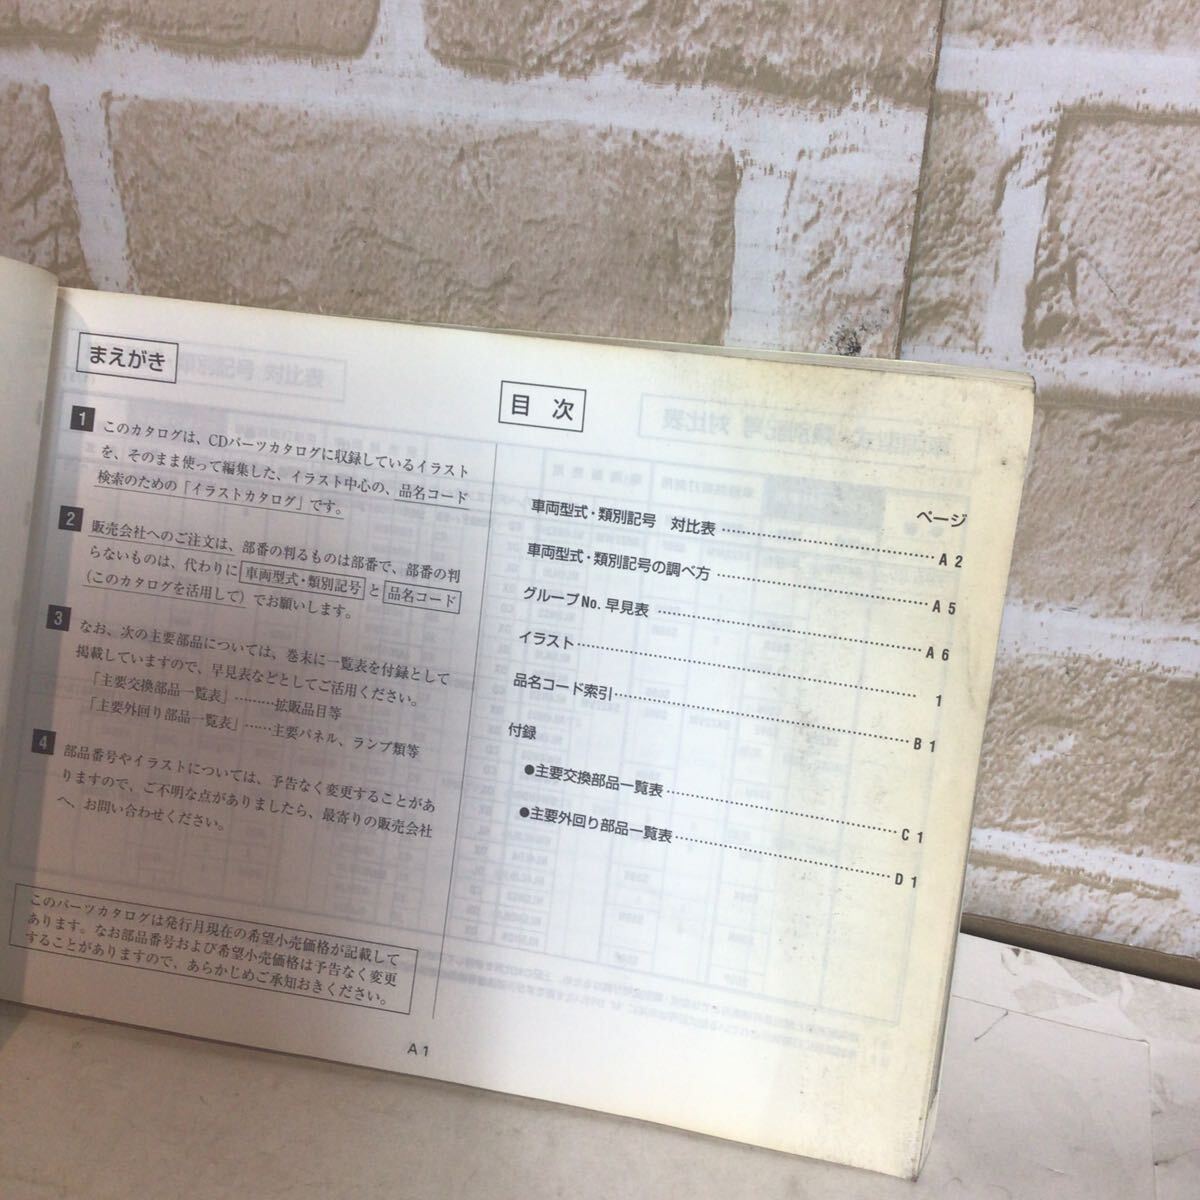 まえがき
1 このカタログは、CDパーツカタログに収録しているイラスト
を、そのまま使って編集した、イラスト中心の、品名コード
検索のための「イラストカタログ」です。
2 販売会社へのご注文は、部番の判るものは部番で、部番の判
らないものは、代わりに 車両型式・類別記号 と 品名コード
(このカタログを活用して) でお願いします。
3 なお、次の主要部品については、巻末に一覧表を付録として
掲載していますので、早見表などとしてご活用ください。
「主要交換部品一覧表」………拡販品目等
「主要外回り部品一覧表」……主要パネル、ランプ類等
4 部品番号やイラストについては、予告なく変更することがあ
りますので、ご不明な点がありましたら、最寄りの販売会社
へ、お問い合わせください。
このパーツカタログは発行月現在の希望小売価格が記載して
あります。なお部品番号および希望小売価格は予告なく変更
することがありますので、あらかじめご承知おきください。
目 次
ページ
車両型式・類別記号 対比表……………………………A 2
車両型式・類別記号の調べ方……………………………A 5
グループNo. 早見表……………………………A 6
イラスト……………………………1
品名コード索引……………………………B 1
付録
●主要交換部品一覧表……………………………C 1
●主要外回り部品一覧表……………………………D 1
A 1